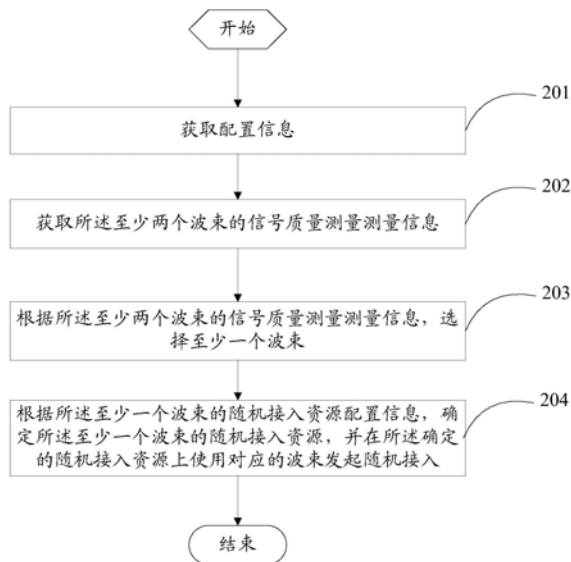 开始
201
获取配置信息
202
获取所述至少两个波束的信号质量测量测量信息
203
根据所述至少两个波束的信号质量测量测量信息，选
择至少一个波束
204
根据所述至少一个波束的随机接入资源配置信息，确
定所述至少一个波束的随机接入资源，并在所述确定
的随机接入资源上使用对应的波束发起随机接入
结束